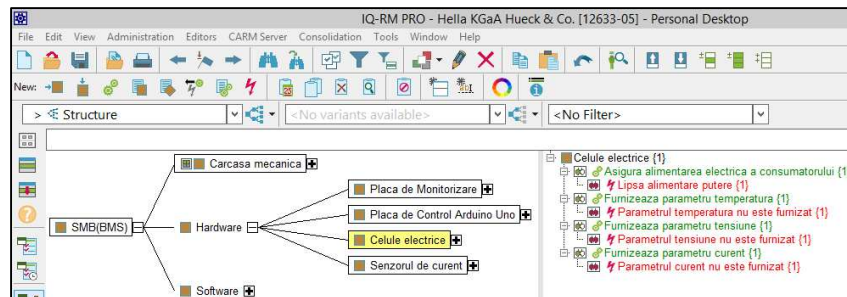 IQ-RM PRO - Hella KGaA Hueck & Co. [12633-05] - Personal Desktop
File Edit View Administration Editors CARM Server Consolidation Tools Window Help
New:
> Structure <No variants available> <No Filter>
Carcasa mecanica
SMB(BMS)
Hardware
Placa de Monitorizare
Placa de Control Arduino Uno
Celule electrice
Senzorul de curent
Software
Celule electrice {1}
Asigura alimentarea electrica a consumatorului {1
Lipsa alimentare putere {1}
Furnizeaza parametru temperatura {1}
Parametrul temperatura nu este furnizat {1}
Furnizeaza parametru tensiune {1}
Parametrul tensiune nu este furnizat {1}
Furnizeaza parametru curent {1}
Parametrul curent nu este furnizat {1}